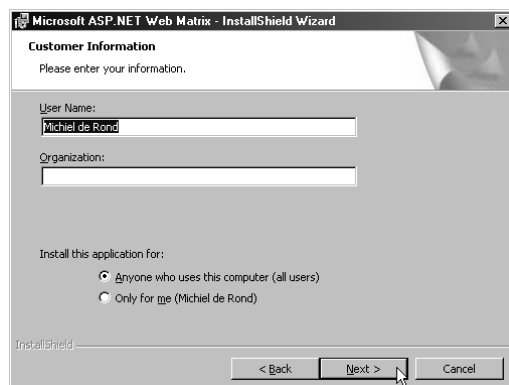 Microsoft ASP.NET Web Matrix - InstallShield Wizard
Customer Information
Please enter your information.
User Name:
Michiel de Rond
Organization:
Install this application for:
Anyone who uses this computer (all users)
Only for me (Michiel de Rond)
InstallShield
< Back Next > Cancel